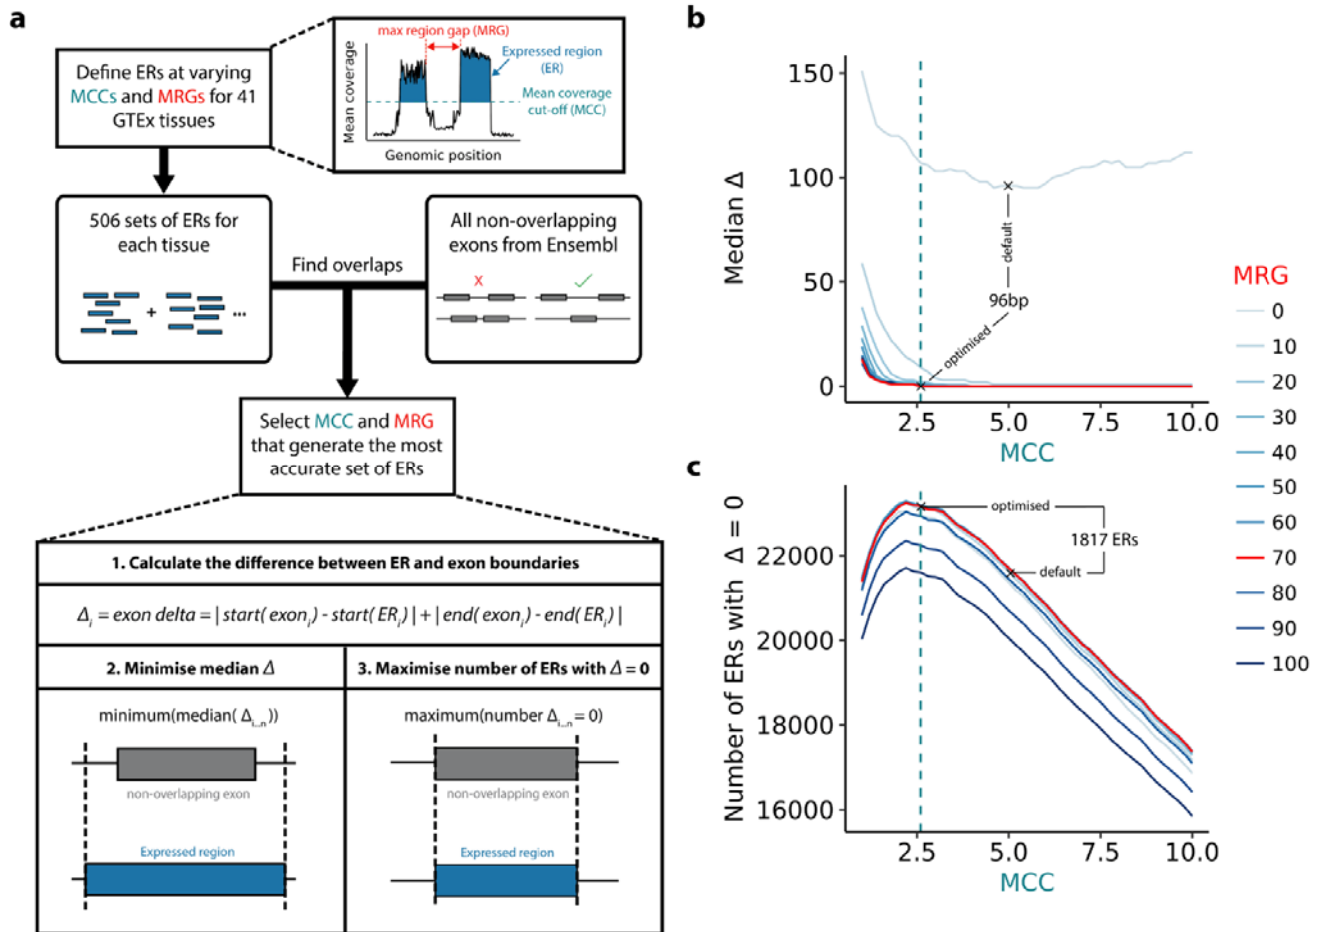 a
Define ERs at varying
MCCs and MRGs for 41
GTEx tissues
max region gap (MRG)
Expressed region
(ER)
Mean coverage
cut-off (MCC)
Mean coverage
Genomic position
506 sets of ERs for
each tissue
+
...
Find overlaps
All non-overlapping
exons from Ensembl
X
✓
Select MCC and MRG
that generate the most
accurate set of ERs
1. Calculate the difference between ER and exon boundaries
Δi = exon delta = | start( exoni ) - start( ERi ) | + | end( exoni ) - end( ERi ) |
2. Minimise median Δ
minimum(median( Δi...n ))
non-overlapping exon
Expressed region
3. Maximise number of ERs with Δ = 0
maximum(number Δi...n = 0)
non-overlapping exon
Expressed region
b
Median Δ
150
100
50
0
default
96bp
optimised
2.5
5.0
7.5
10.0
MCC
c
Number of ERs with Δ = 0
22000
20000
18000
16000
optimised
1817 ERs
default
2.5
5.0
7.5
10.0
MCC
MRG
0
10
20
30
40
50
60
70
80
90
100